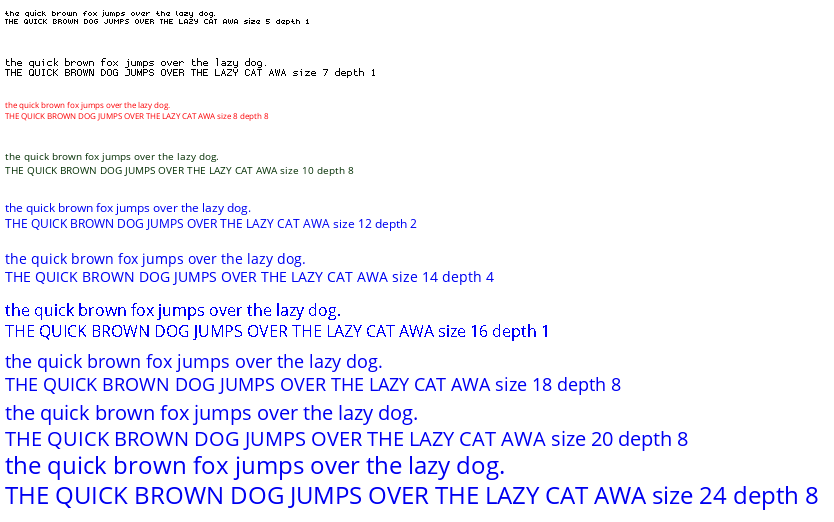 the quick brown fox jumps over the lazy dog.
THE QUICK BROWN DOG JUMPS OVER THE LAZY CAT AWA size 5 depth 1
the quick brown fox jumps over the lazy dog.
THE QUICK BROWN DOG JUMPS OVER THE LAZY CAT AWA size 7 depth 1
the quick brown fox jumps over the lazy dog.
THE QUICK BROWN DOG JUMPS OVER THE LAZY CAT AWA size 8 depth 8
the quick brown fox jumps over the lazy dog.
THE QUICK BROWN DOG JUMPS OVER THE LAZY CAT AWA size 10 depth 8
the quick brown fox jumps over the lazy dog.
THE QUICK BROWN DOG JUMPS OVER THE LAZY CAT AWA size 12 depth 2
the quick brown fox jumps over the lazy dog.
THE QUICK BROWN DOG JUMPS OVER THE LAZY CAT AWA size 14 depth 4
the quick brown fox jumps over the lazy dog.
THE QUICK BROWN DOG JUMPS OVER THE LAZY CAT AWA size 16 depth 1
the quick brown fox jumps over the lazy dog.
THE QUICK BROWN DOG JUMPS OVER THE LAZY CAT AWA size 18 depth 8
the quick brown fox jumps over the lazy dog.
THE QUICK BROWN DOG JUMPS OVER THE LAZY CAT AWA size 20 depth 8
the quick brown fox jumps over the lazy dog.
THE QUICK BROWN DOG JUMPS OVER THE LAZY CAT AWA size 24 depth 8